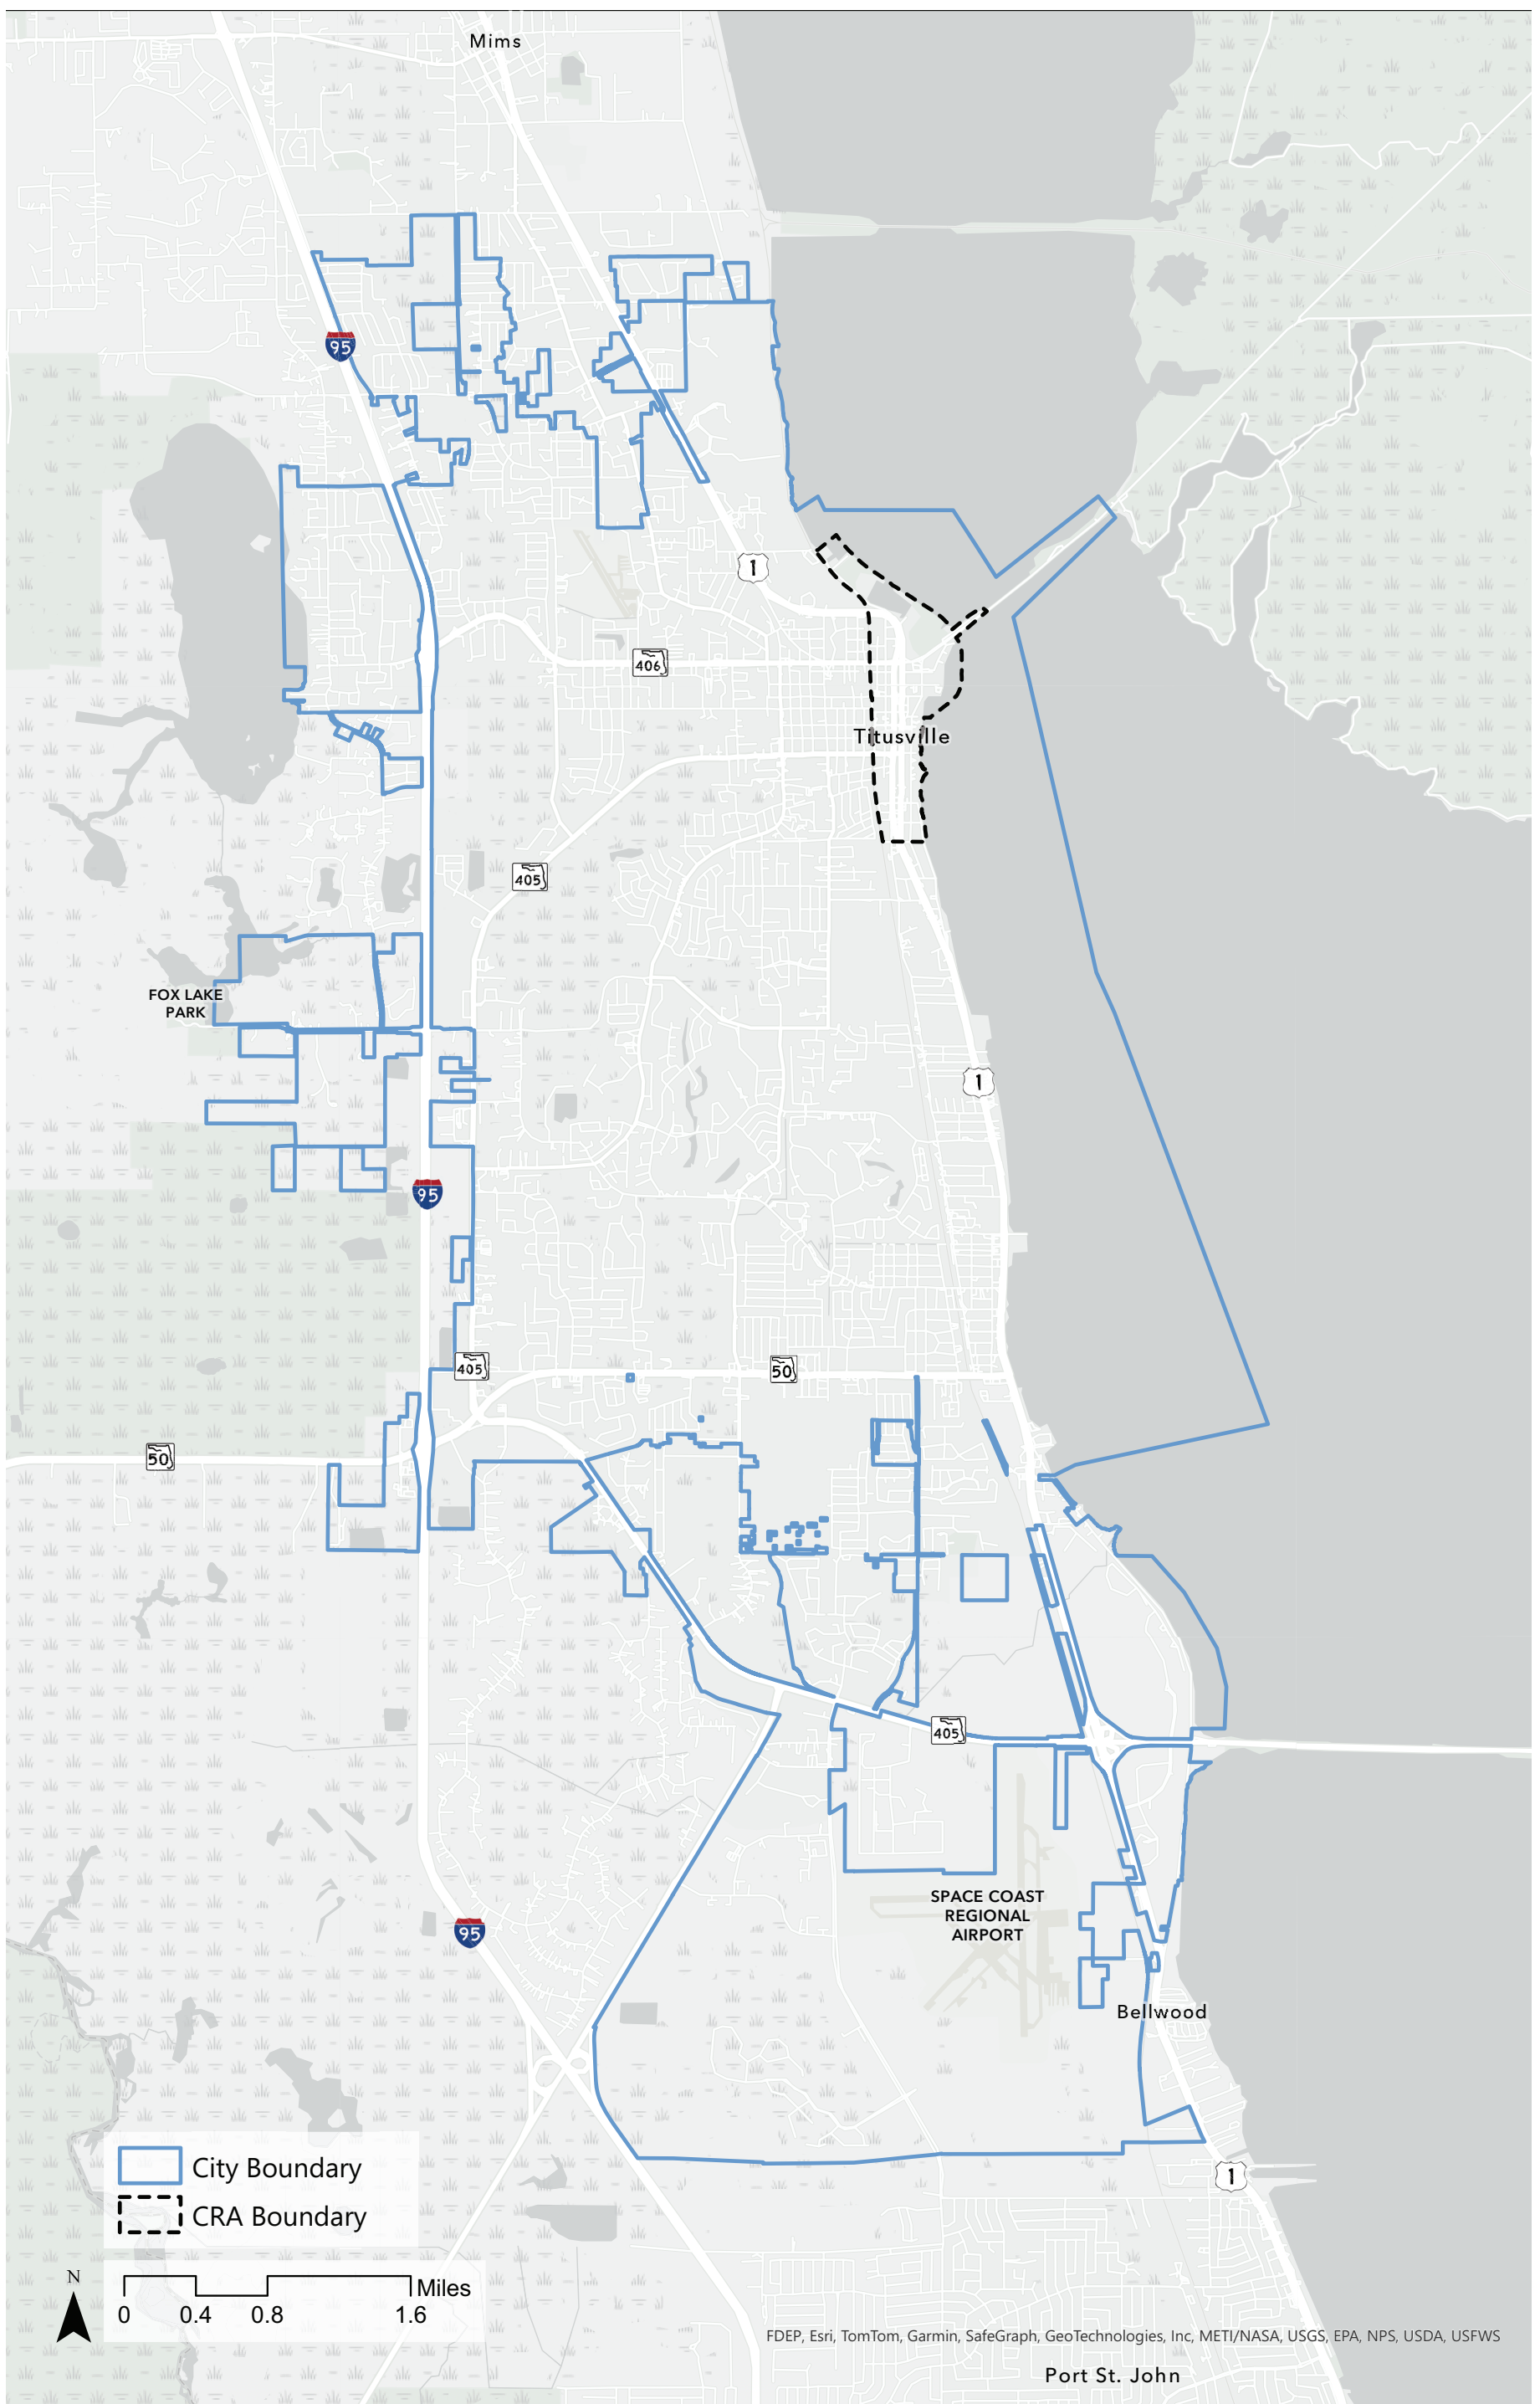 Mims
95
1
406
Titusville
405
FOX LAKE
PARK
1
95
405
50
50
405
SPACE COAST
REGIONAL
AIRPORT
95
Bellwood
City Boundary
1
CRA Boundary
N
Miles
0 0.4 0.8 1.6
FDEP, Esri, TomTom, Garmin, SafeGraph, GeoTechnologies, Inc, METI/NASA, USGS, EPA, NPS, USDA, USFWS
Port St. John